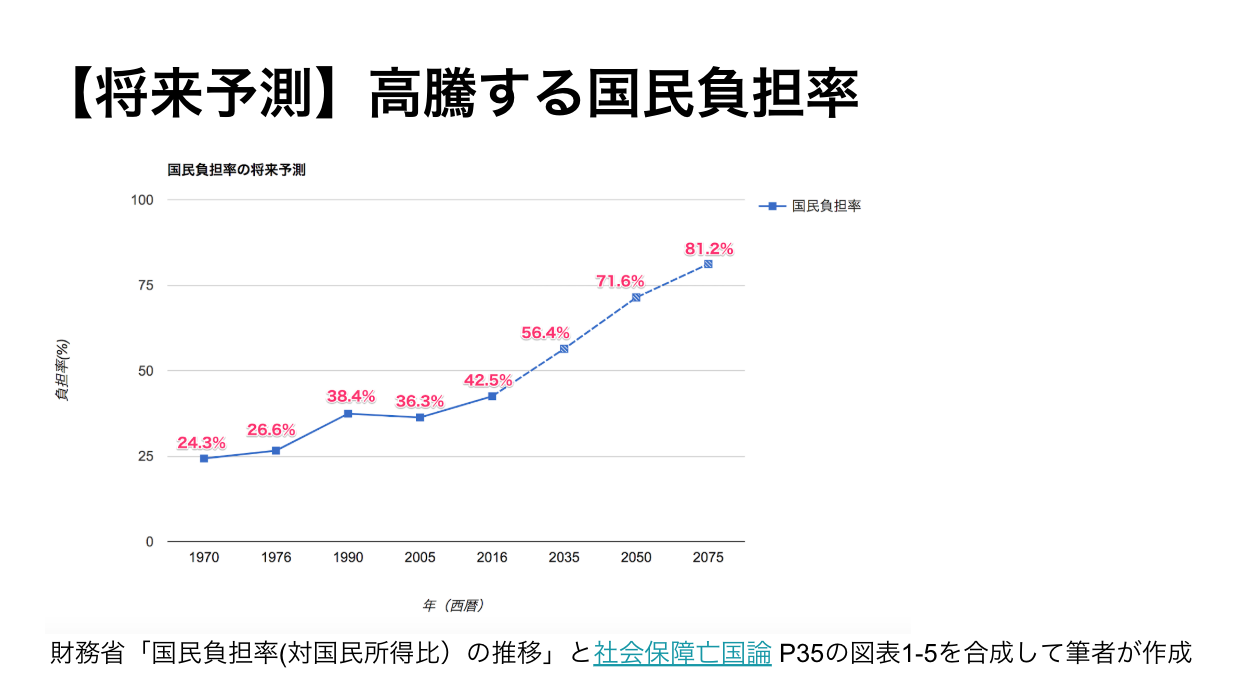 【将来予測】高騰する国民負担率
国民負担率の将来予測
100
75
50
25
0
負担率(%)
国民負担率
24.3%
26.6%
38.4%
36.3%
42.5%
56.4%
71.6%
81.2%
1970 1976 1990 2005 2016 2035 2050 2075
年（西暦）
財務省「国民負担率(対国民所得比）の推移」と社会保障亡国論 P35の図表1-5を合成して筆者が作成